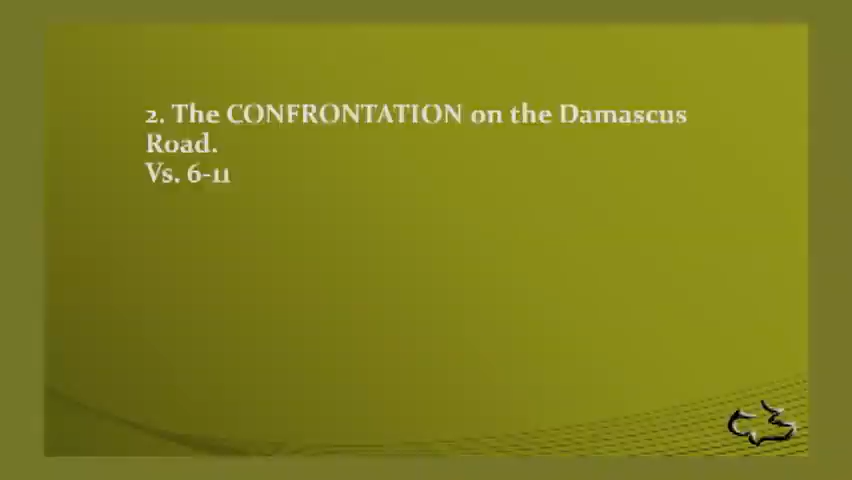 2. The CONFRONTATION on the Damascus
Road.
Vs. 6-11